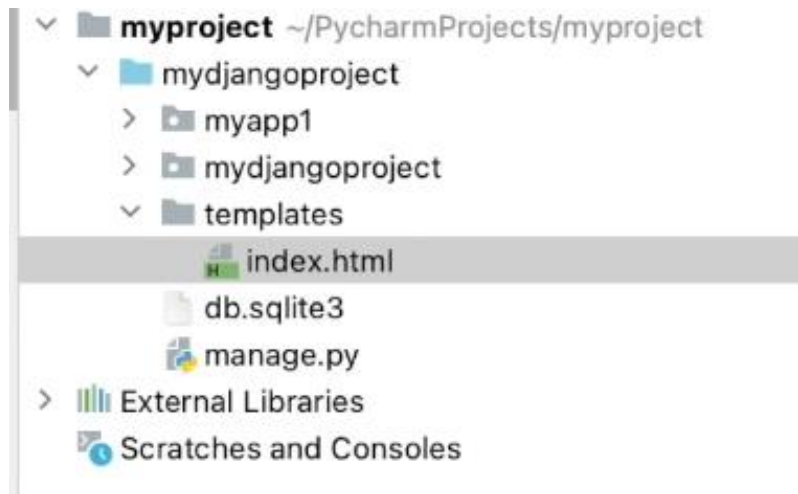 myproject ~/PycharmProjects/myproject
mydjangoproject
myapp1
mydjangoproject
templates
H index.html
db.sqlite3
manage.py
External Libraries
Scratches and Consoles